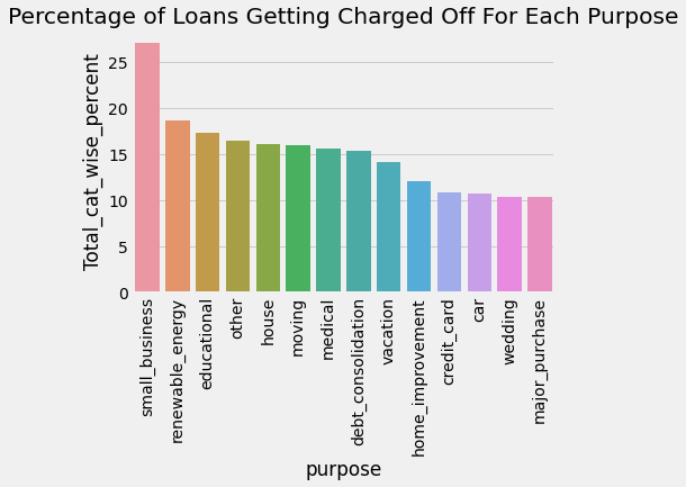 Percentage of Loans Getting Charged Off For Each Purpose
Total_cat_wise_percent
25
20
15
10
5
0
small_business
renewable_energy
educational
other
house
moving
medical
debt_consolidation
vacation
home_improvement
credit_card
car
wedding
major_purchase
purpose